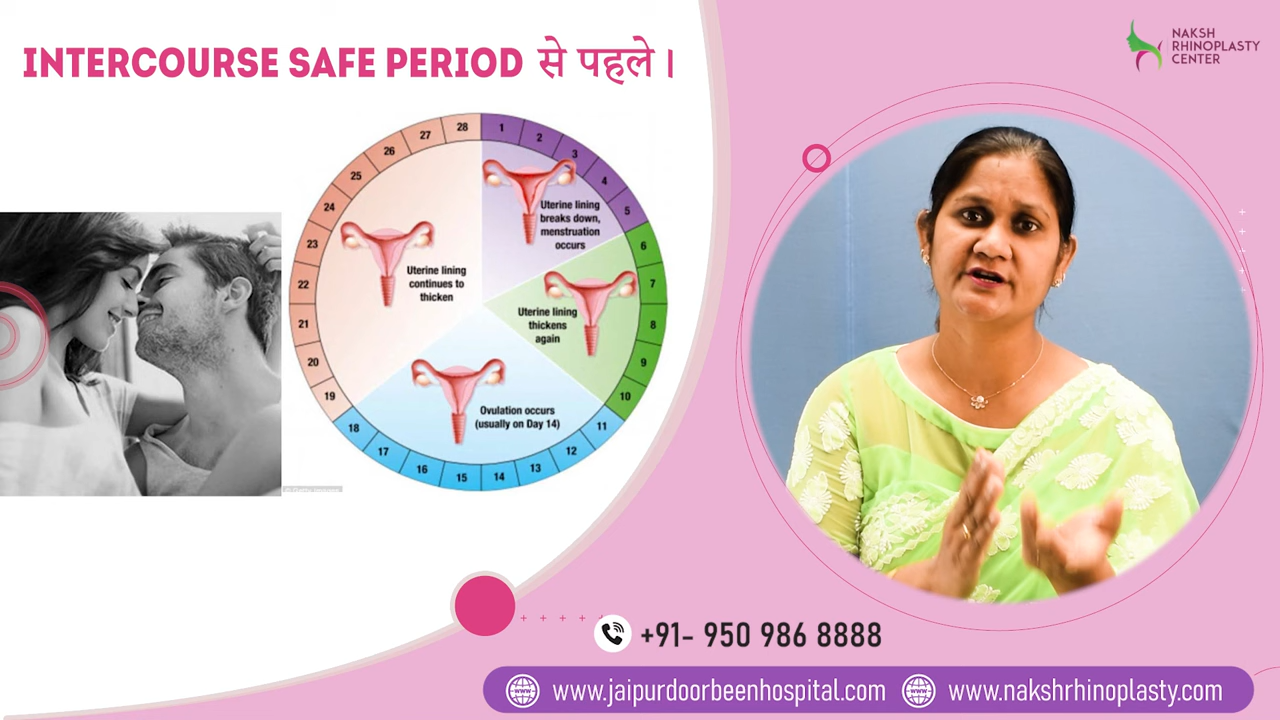 INTERCOURSE SAFE PERIOD से पहले।
NAKSH
RHINOPLASTY
CENTER
28
1
2
3
4
5
6
7
8
9
10
11
12
13
14
15
16
17
18
19
20
21
22
23
24
25
26
27
Uterine lining
breaks down,
menstruation
occurs
Uterine lining
thickens
again
Ovulation occurs
(usually on Day 14)
Uterine lining
continues to
thicken
+91- 950 986 8888
www.jaipurdoorbeenhospital.com
www.nakshrhinoplasty.com